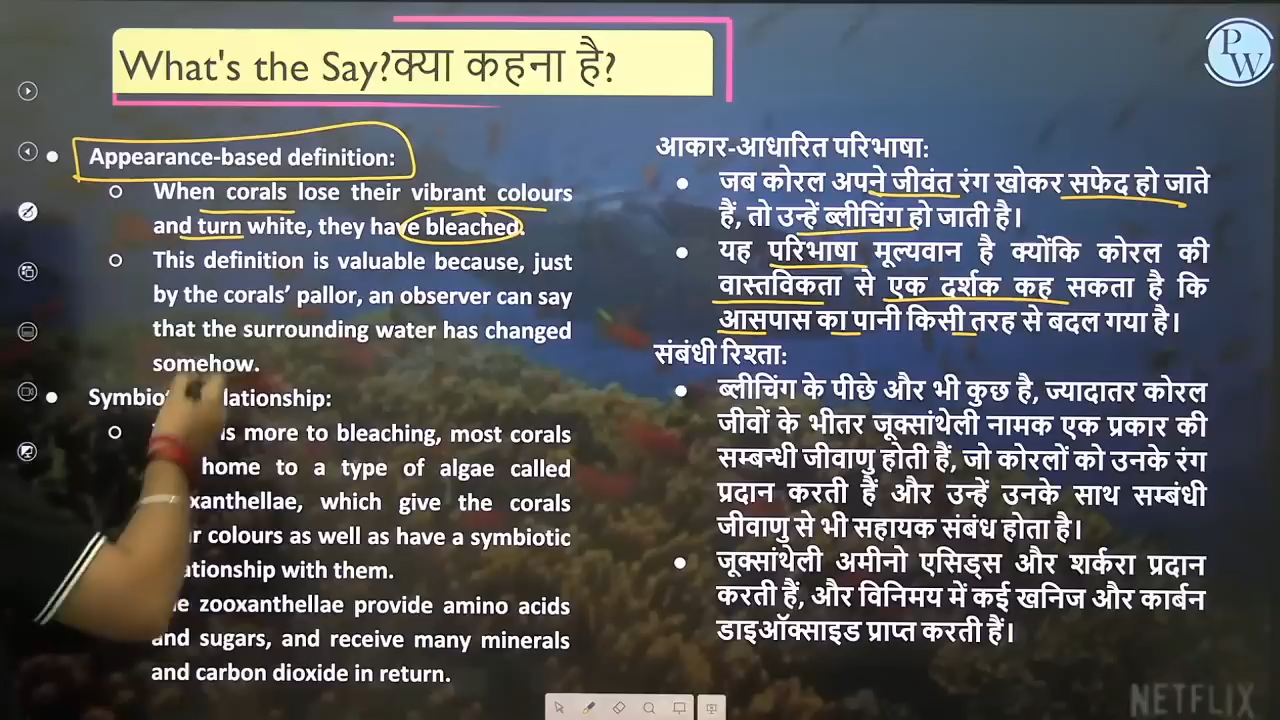 What's the Say?क्या कहना है?
PW
Appearance-based definition:
When corals lose their vibrant colours
and turn white, they have bleached.
This definition is valuable because, just
by the corals' pallor, an observer can say
that the surrounding water has changed
somehow.
is more to bleaching, most corals
home to a type of algae called
which give the corals
colours as well as have a symbiotic
with them.
zooxanthellae provide amino acids
and sugars, and receive many minerals
and carbon dioxide in return.
आकार-आधारित परिभाषा:
जब कोरल अपने जीवंत रंग खोकर सफेद हो जाते
हैं, तो उन्हें ब्लीचिंग हो जाती है।
यह परिभाषा मूल्यवान है क्योंकि कोरल की
वास्तविकता से एक दर्शक कह सकता है कि
आसपास का पानी किसी तरह से बदल गया है।
संबंधी रिश्ता:
ब्लीचिंग के पीछे और भी कुछ है, ज्यादातर कोरल
जीवों के भीतर जूक्सांथेली नामक एक प्रकार की
सम्बन्धी जीवाणु होती हैं, जो कोरलों को उनके रंग
प्रदान करती हैं और उन्हें उनके साथ सम्बंधी
जीवाणु से भी सहायक संबंध होता है।
जूक्सांथेली अमीनो एसिड्स और शर्करा प्रदान
करती हैं, और विनिमय में कई खनिज और कार्बन
डाइऑक्साइड प्राप्त करती हैं।
NETFLIX